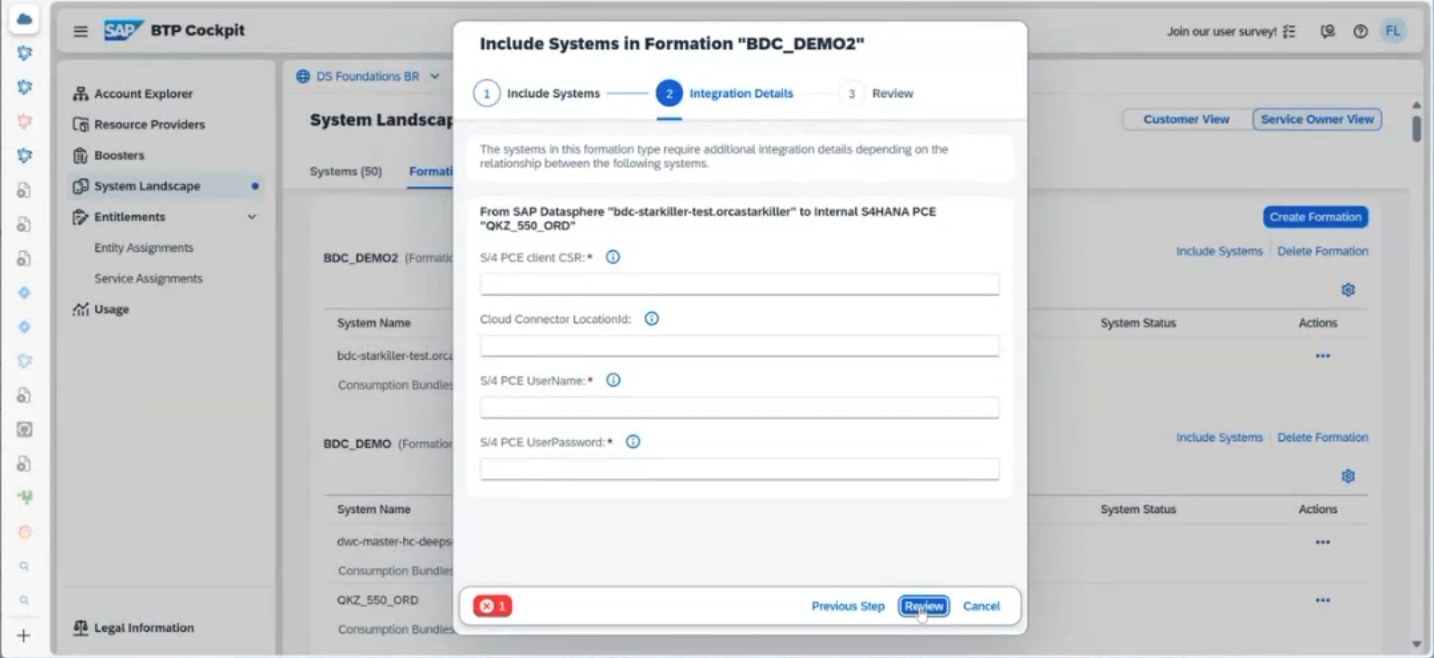 SAP BTP Cockpit
Join our user survey!
FL
Account Explorer
Resource Providers
Boosters
System Landscape
Entitlements
Entity Assignments
Service Assignments
Usage
Legal Information
DS Foundations BR
System Landscap
Customer View
Service Owner View
Systems (50)
Formati
Create Formation
BDC_DEMO2 (Formatic
Include Systems
Delete Formation
System Name
System Status
Actions
bdc-starkiller-test.orca
Consumption Bundles
BDC_DEMO (Formation
Include Systems
Delete Formation
System Name
System Status
Actions
dwc-master-hc-deeps
Consumption Bundles
QKZ_550_ORD
Consumption Bundles
Include Systems in Formation "BDC_DEMO2"
1 Include Systems
2 Integration Details
3 Review
The systems in this formation type require additional integration details depending on the
relationship between the following systems.
From SAP Datasphere "bdc-starkiller-test.orcastarkiller" to Internal S4HANA PCE
"QKZ_550_ORD"
S/4 PCE client CSR:*
Cloud Connector LocationId:
S/4 PCE UserName:*
S/4 PCE UserPassword:*
1
Previous Step
Review
Cancel